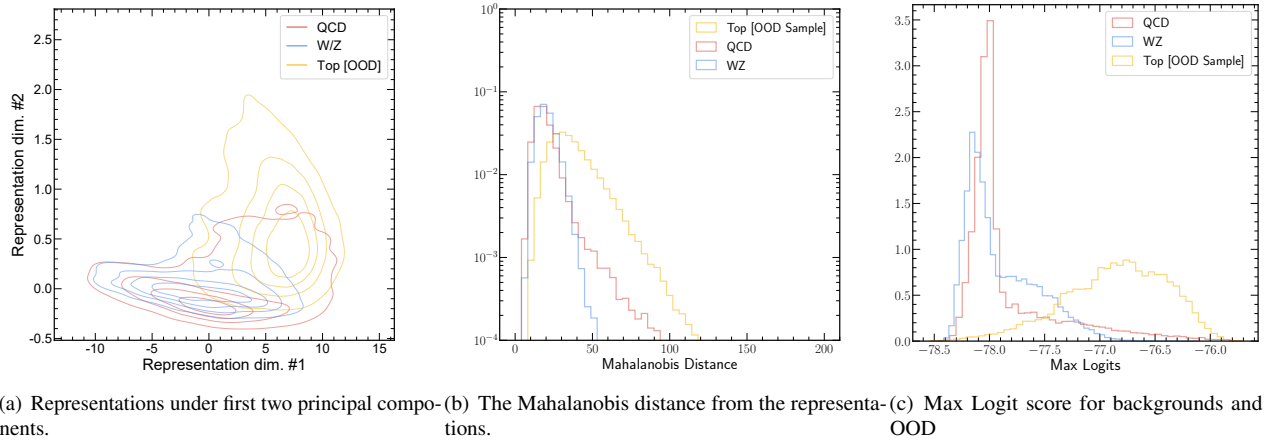 2.5
2.0
1.5
1.0
0.5
0.0
-0.5
Representation dim. #2
-10
-5
0
5
10
15
Representation dim. #1
QCD
W/Z
Top [OOD]
10⁰
10⁻¹
10⁻²
10⁻³
10⁻⁴
0
50
100
150
200
Mahalanobis Distance
Top [OOD Sample]
QCD
WZ
3.5
3.0
2.5
2.0
1.5
1.0
0.5
0.0
−78.5
−78.0
−77.5
−77.0
−76.5
−76.0
Max Logits
QCD
WZ
Top [OOD Sample]
(a) Representations under first two principal compo-
nents.
(b) The Mahalanobis distance from the representa-
tions.
(c) Max Logit score for backgrounds and
OOD